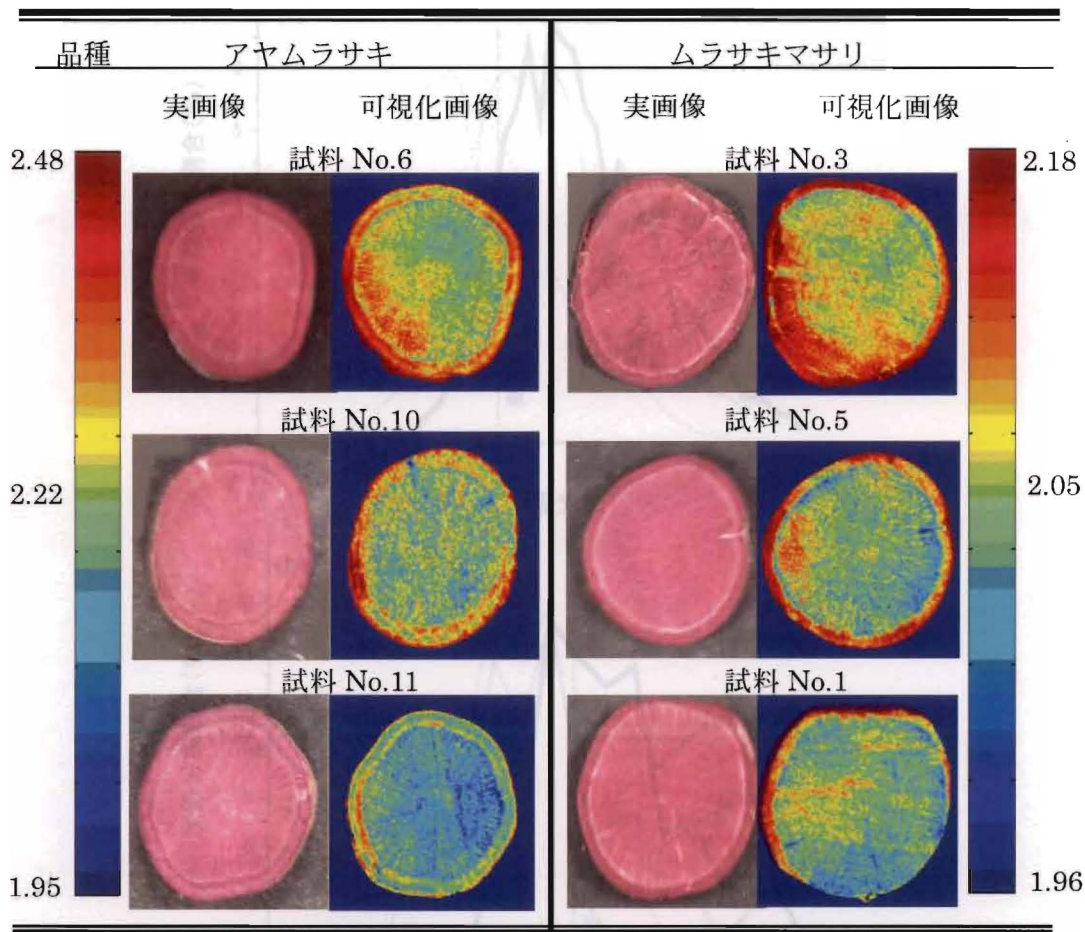 品種 アヤムラサキ ムラサキマサリ
実画像 可視化画像 実画像 可視化画像
試料 No.6 試料 No.3
2.48 2.18
試料 No.10 試料 No.5
2.22 2.05
試料 No.11 試料 No.1
1.95 1.96